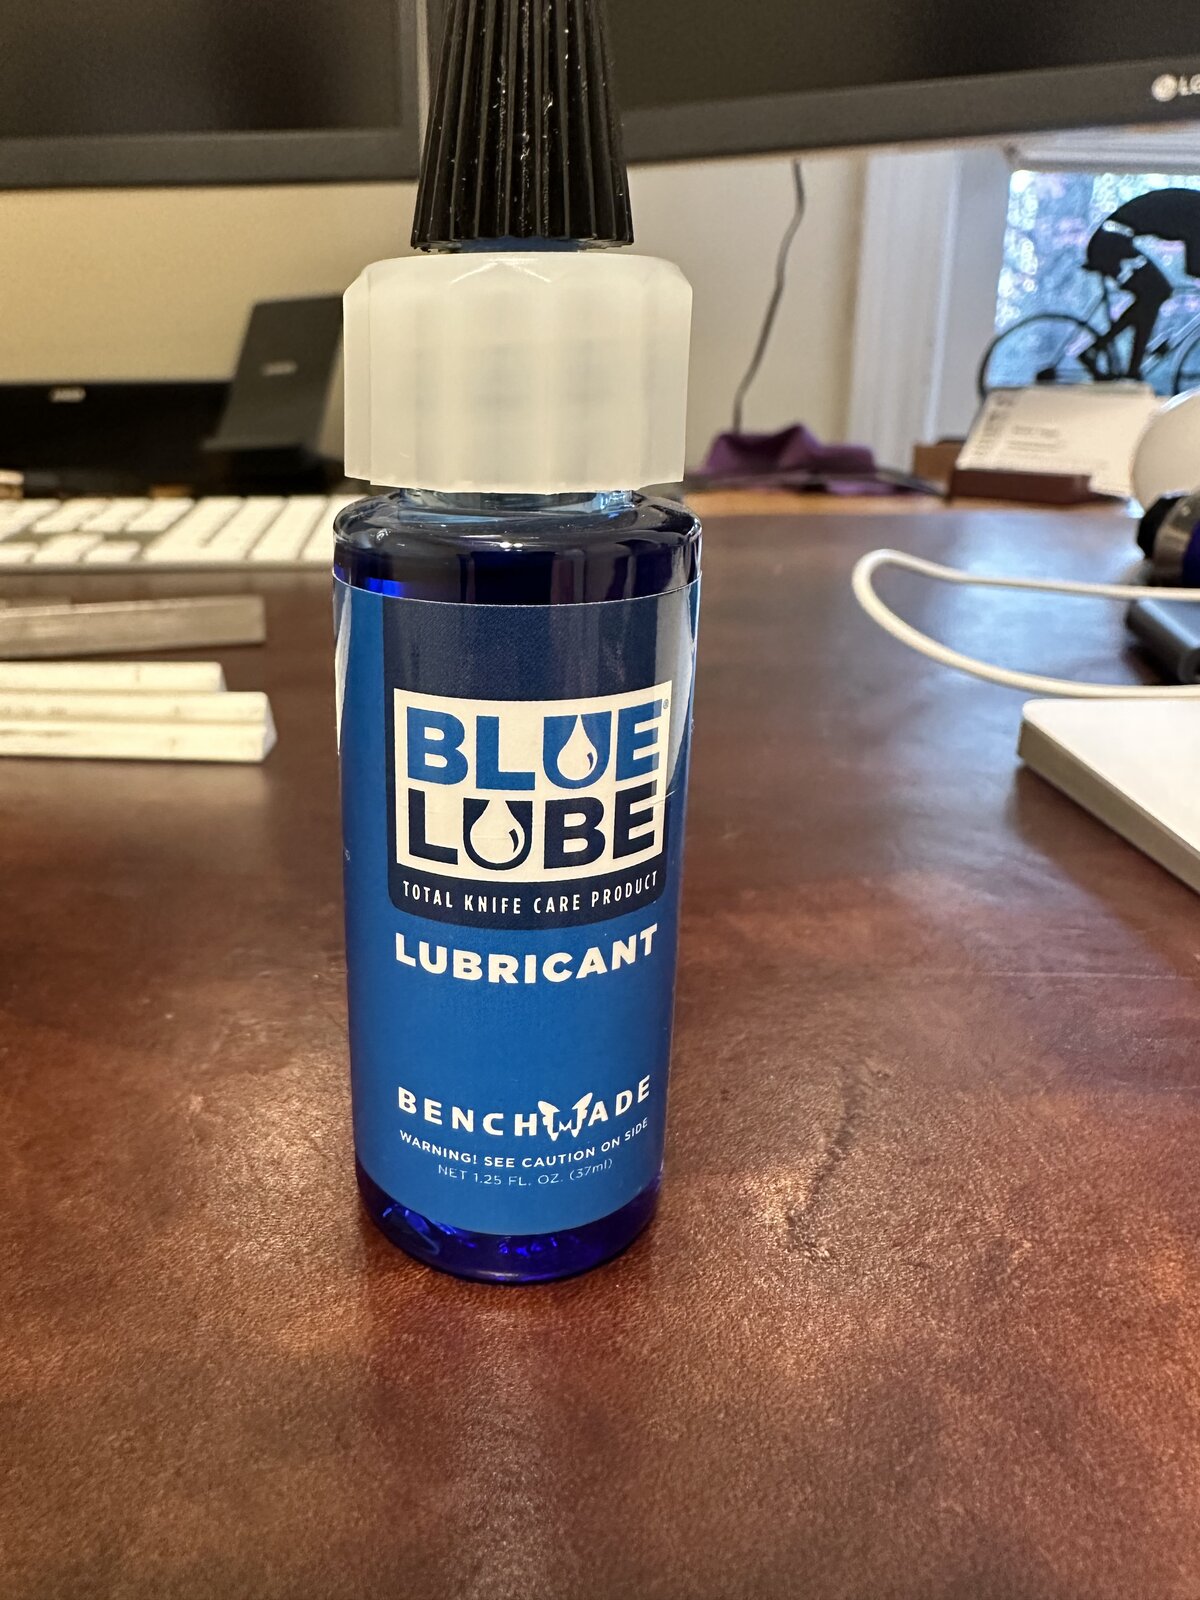 LG
BLUE®
LUBE
TOTAL KNIFE CARE PRODUCT
LUBRICANT
BENCHMADE
WARNING! SEE CAUTION ON SIDE
NET 1.25 FL. OZ. (37ml)